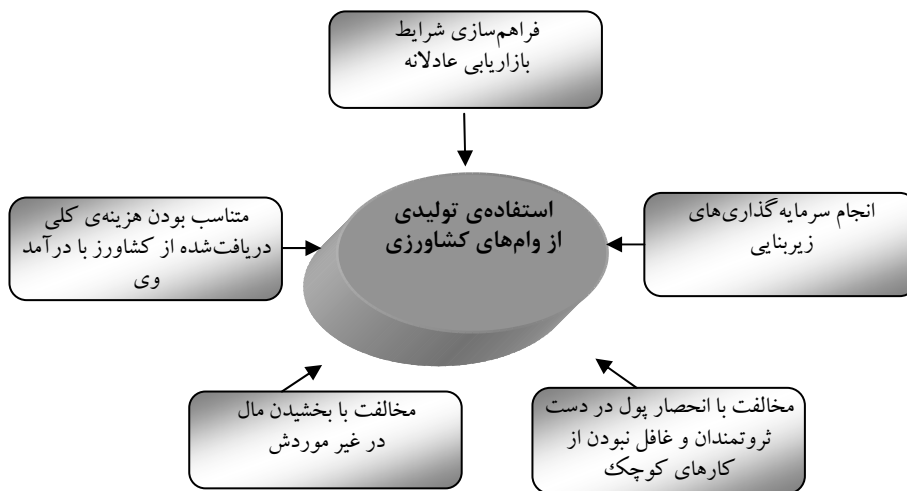 فراهم‌سازی شرایط
بازاریابی عادلانه
استفاده‌ی تولیدی
از وام‌های کشاورزی
انجام سرمایه‌گذاری‌های
زیربنایی
متناسب بودن هزینه‌ی کلی
دریافت‌شده از کشاورز با درآمد
وی
مخالفت با انحصار پول در دست
ثروتمندان و غافل نبودن از
کارهای کوچک
مخالفت با بخشیدن مال
در غیر موردش